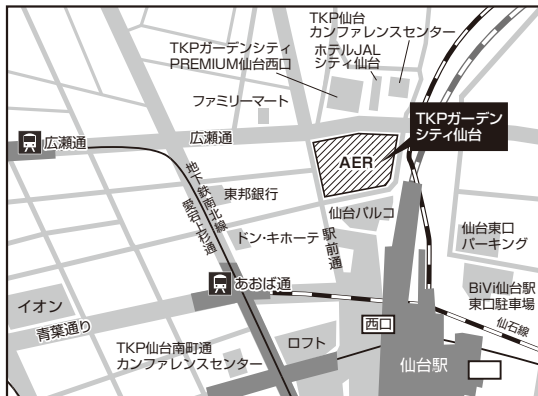 TKP仙台
カンファレンスセンター
TKPガーデンシティ
PREMIUM仙台西口
ホテルJAL
シティ仙台
ファミリーマート
TKPガーデン
シティ仙台
広瀬通
広瀬通
AER
地下鉄南北線
愛宕上杉通
東邦銀行
仙台パルコ
駅前通
ドン・キホーテ
仙台東口
パーキング
あおば通
BiVi仙台駅
東口駐車場
イオン
青葉通り
西口
仙石線
TKP仙台南町通
カンファレンスセンター
ロフト
仙台駅